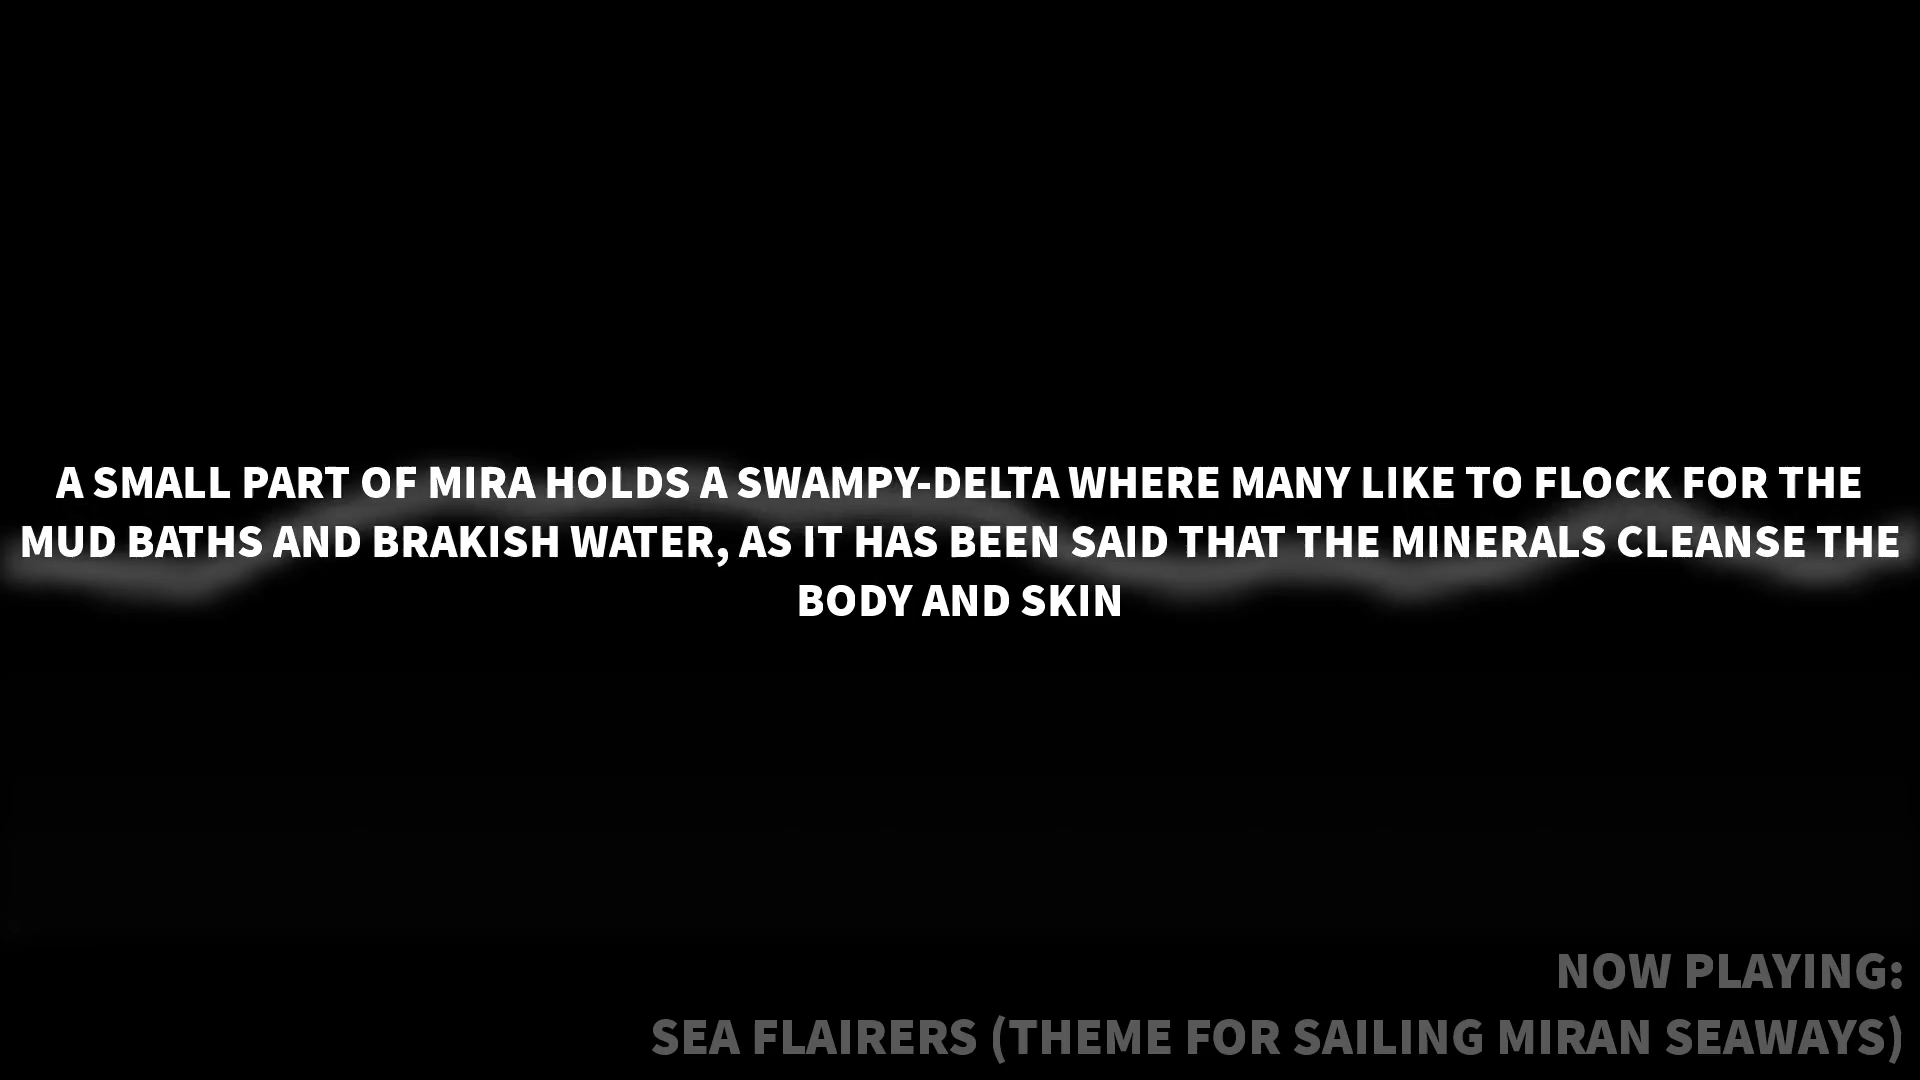 A SMALL PART OF MIRA HOLDS A SWAMPY-DELTA WHERE MANY LIKE TO FLOCK FOR THE
MUD BATHS AND BRAKISH WATER, AS IT HAS BEEN SAID THAT THE MINERALS CLEANSE THE
BODY AND SKIN
NOW PLAYING:
SEA FLAIRERS (THEME FOR SAILING MIRAN SEAWAYS)